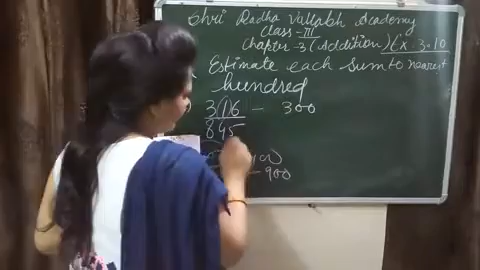 Shri Radha Vallabh Academy
Class-III
Chapter-3 (Addition) Ex-3.10
Estimate each sum to nearest
hundred
316 - 300
845
900